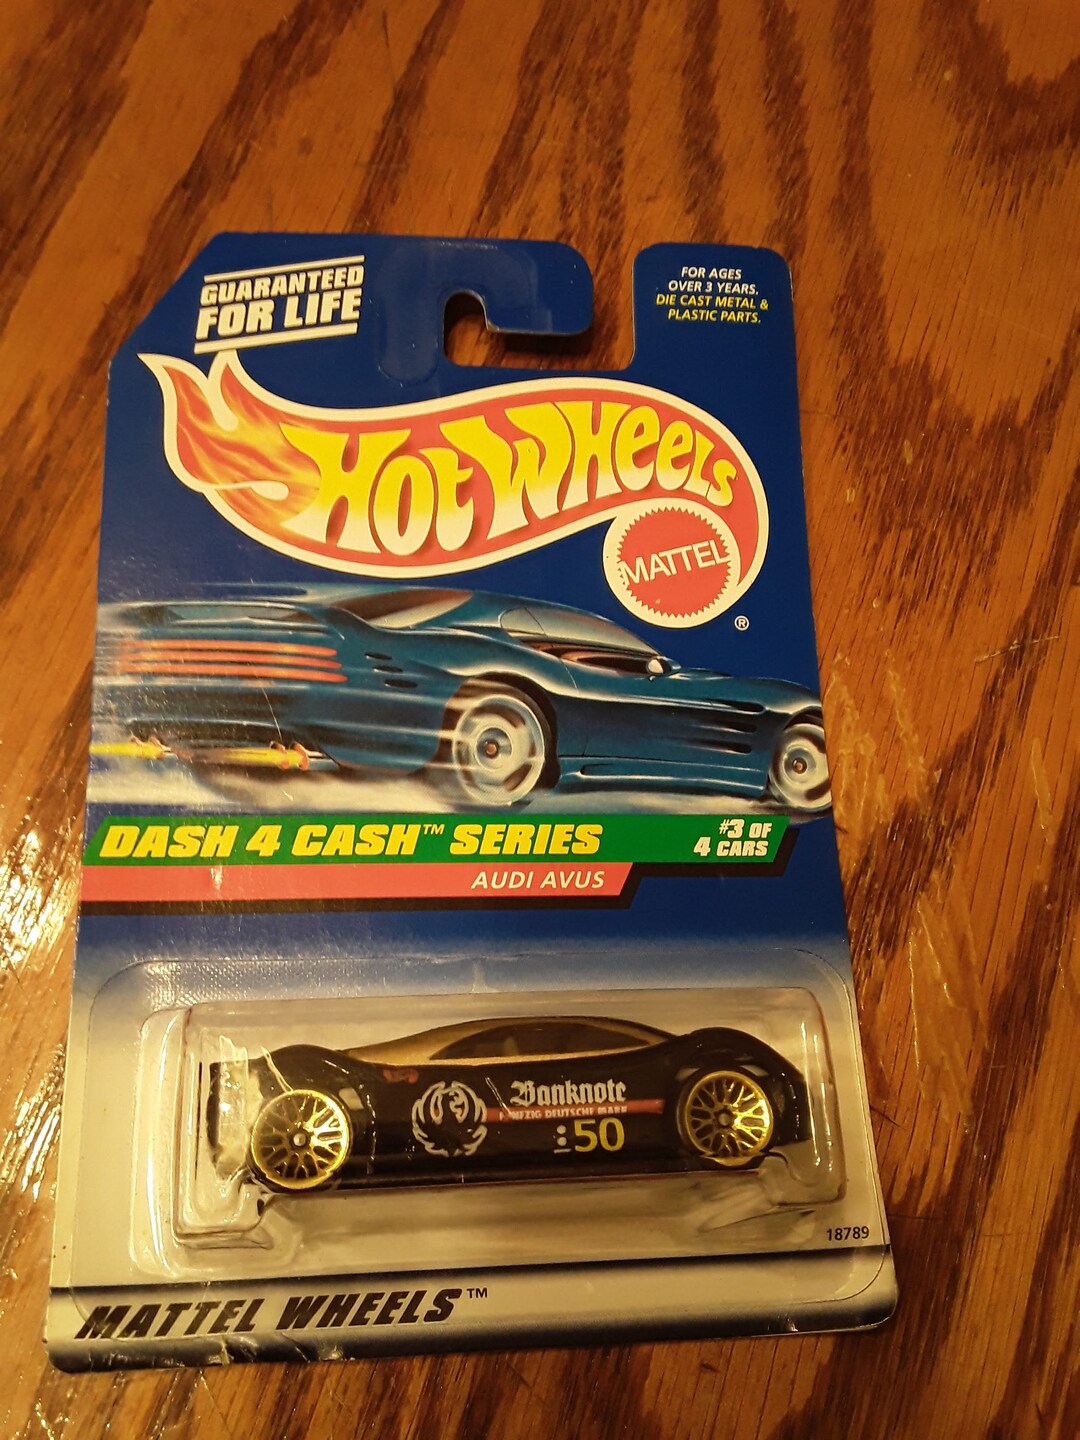 GUARANTEED
FOR LIFE
FOR AGES
OVER 3 YEARS.
DIE CAST METAL &
PLASTIC PARTS.
HOT WHEELS
MATTEL
®
DASH 4 CASH™ SERIES
#3 OF
4 CARS
AUDI AVUS
Banknote
FÜNFZIG DEUTSCHE MARK
50
18789
MATTEL WHEELS™